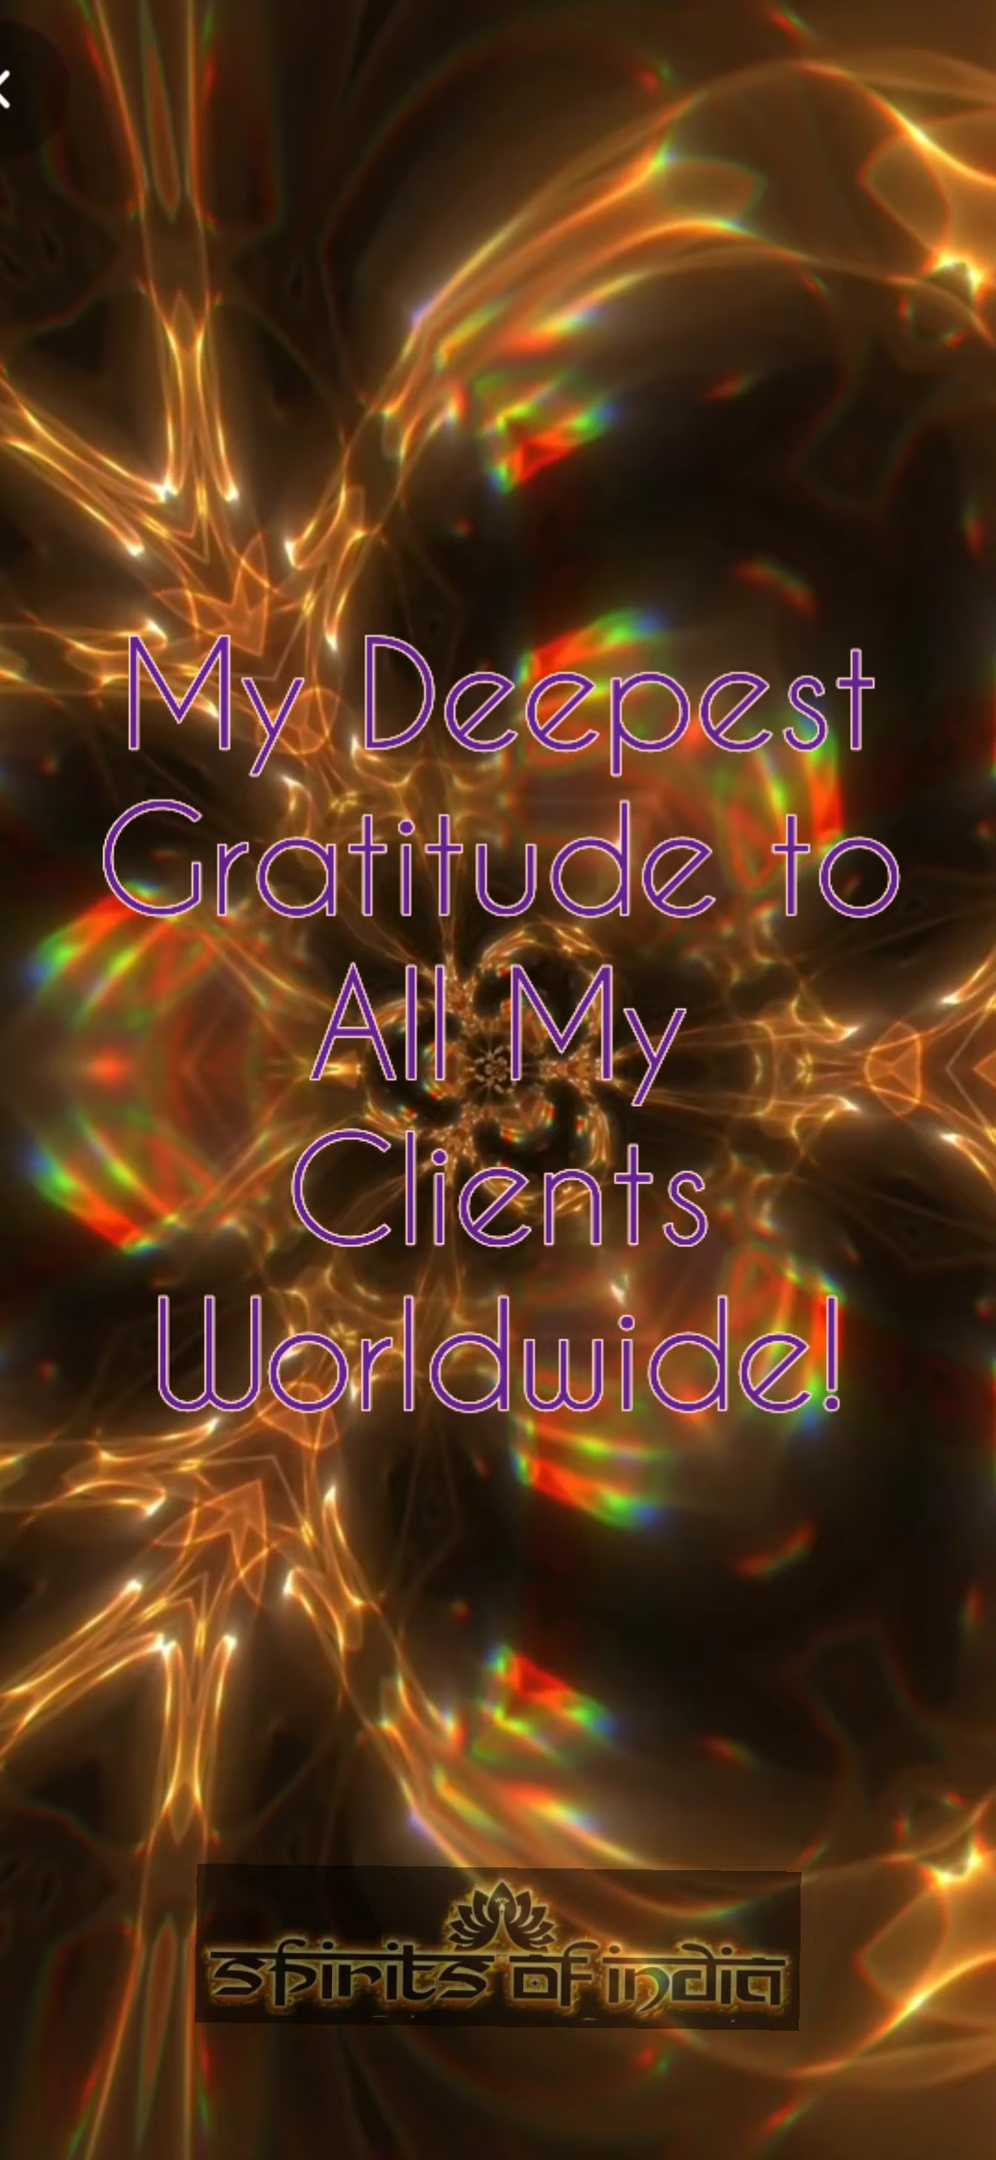 My Deepest
Gratitude to
All My
Clients
Worldwide!
Spirits of india